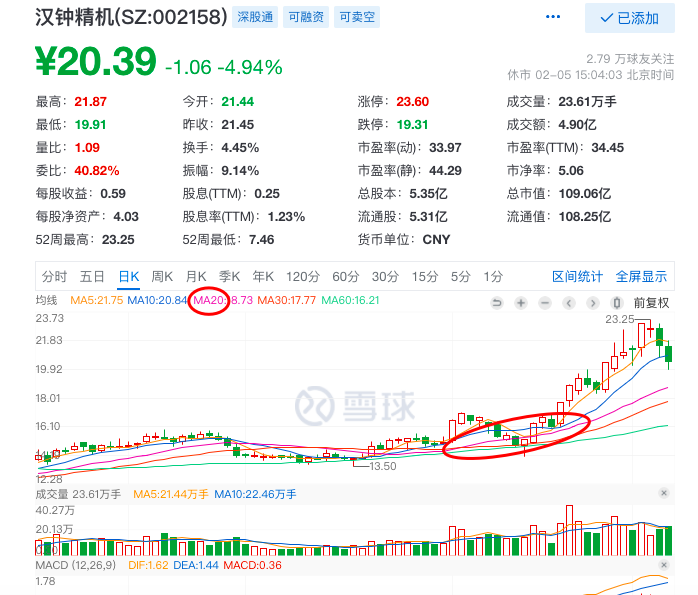 汉钟精机(SZ:002158) 深股通 可融资 可卖空 ••• ✓已添加
¥20.39 -1.06 -4.94%
2.79 万球友关注
休市 02-05 15:04:03 北京时间
最高：21.87 今开：21.44 涨停：23.60 成交量：23.61万手
最低：19.91 昨收：21.45 跌停：19.31 成交额：4.90亿
量比：1.09 换手：4.45% 市盈率(动)：33.97 市盈率(TTM)：34.45
委比：40.82% 振幅：9.14% 市盈率(静)：44.29 市净率：5.06
每股收益：0.59 股息(TTM)：0.25 总股本：5.35亿 总市值：109.06亿
每股净资产：4.03 股息率(TTM)：1.23% 流通股：5.31亿 流通值：108.25亿
52周最高：23.25 52周最低：7.46 货币单位：CNY
分时 五日 日K 周K 月K 季K 年K 120分 60分 30分 15分 5分 1分 区间统计 全屏显示
均线 MA5:21.75 MA10:20.84 MA20:18.73 MA30:17.77 MA60:16.21 前复权
23.73
23.25
21.83
19.92
18.01
雪球
16.10
13.50
12.28
成交量 23.61万手 MA5:21.44万手 MA10:22.46万手
40.27万
20.13万
MACD (12,26,9) DIF:1.62 DEA:1.44 MACD:0.36
1.78